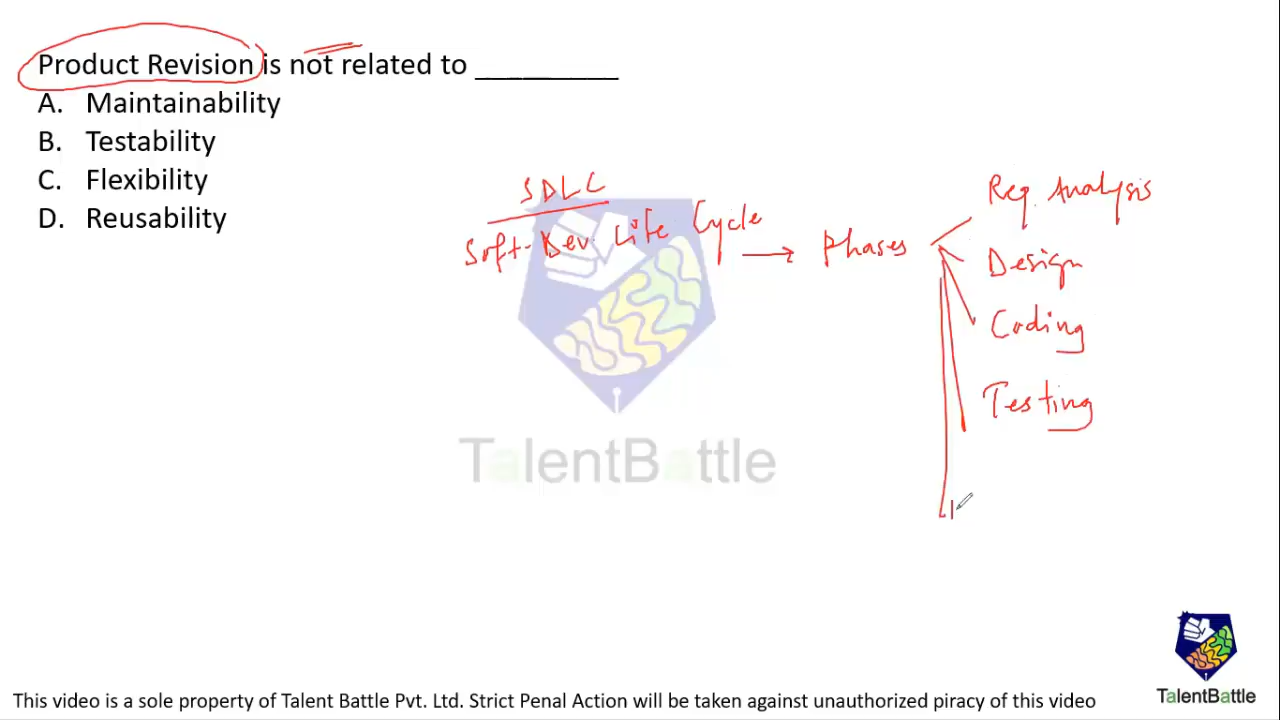 Product Revision is not related to __________
A. Maintainability
B. Testability
C. Flexibility
D. Reusability
SDLC
Soft. Dev. Life Cycle → Phases
Req. Analysis
Design
Coding
Testing
TalentBattle
TalentBattle
This video is a sole property of Talent Battle Pvt. Ltd. Strict Penal Action will be taken against unauthorized piracy of this video